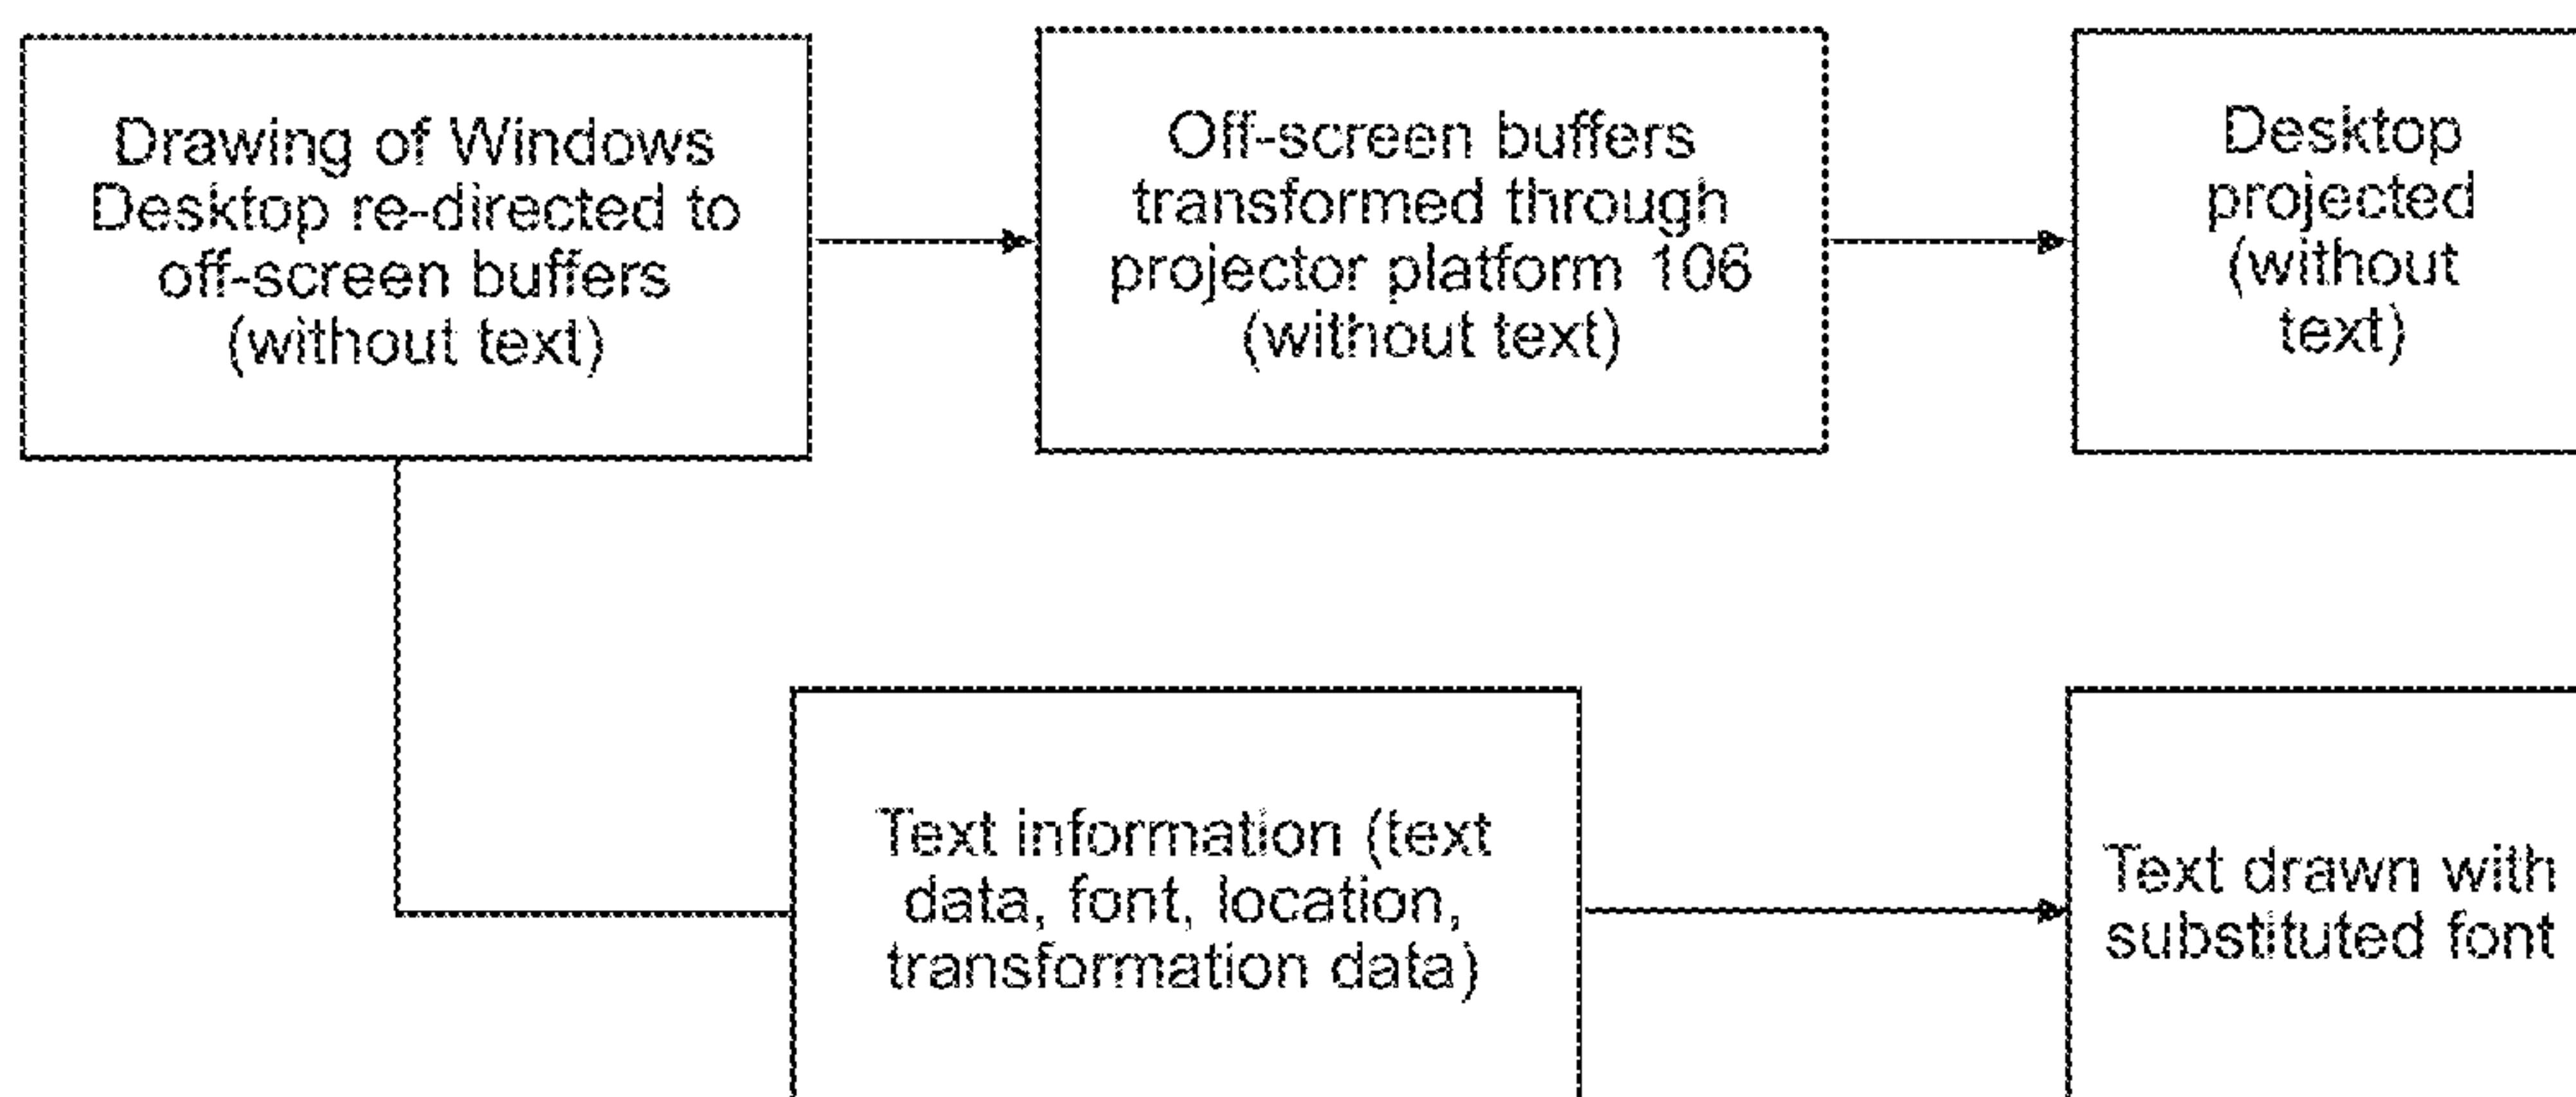 Drawing of Windows
Desktop re-directed to
off-screen buffers
(without text)
Off-screen buffers
transformed through
projector platform 106
(without text)
Desktop
projected
(without
text)
Text information (text
data, font, location,
transformation data)
Text drawn with
substituted font